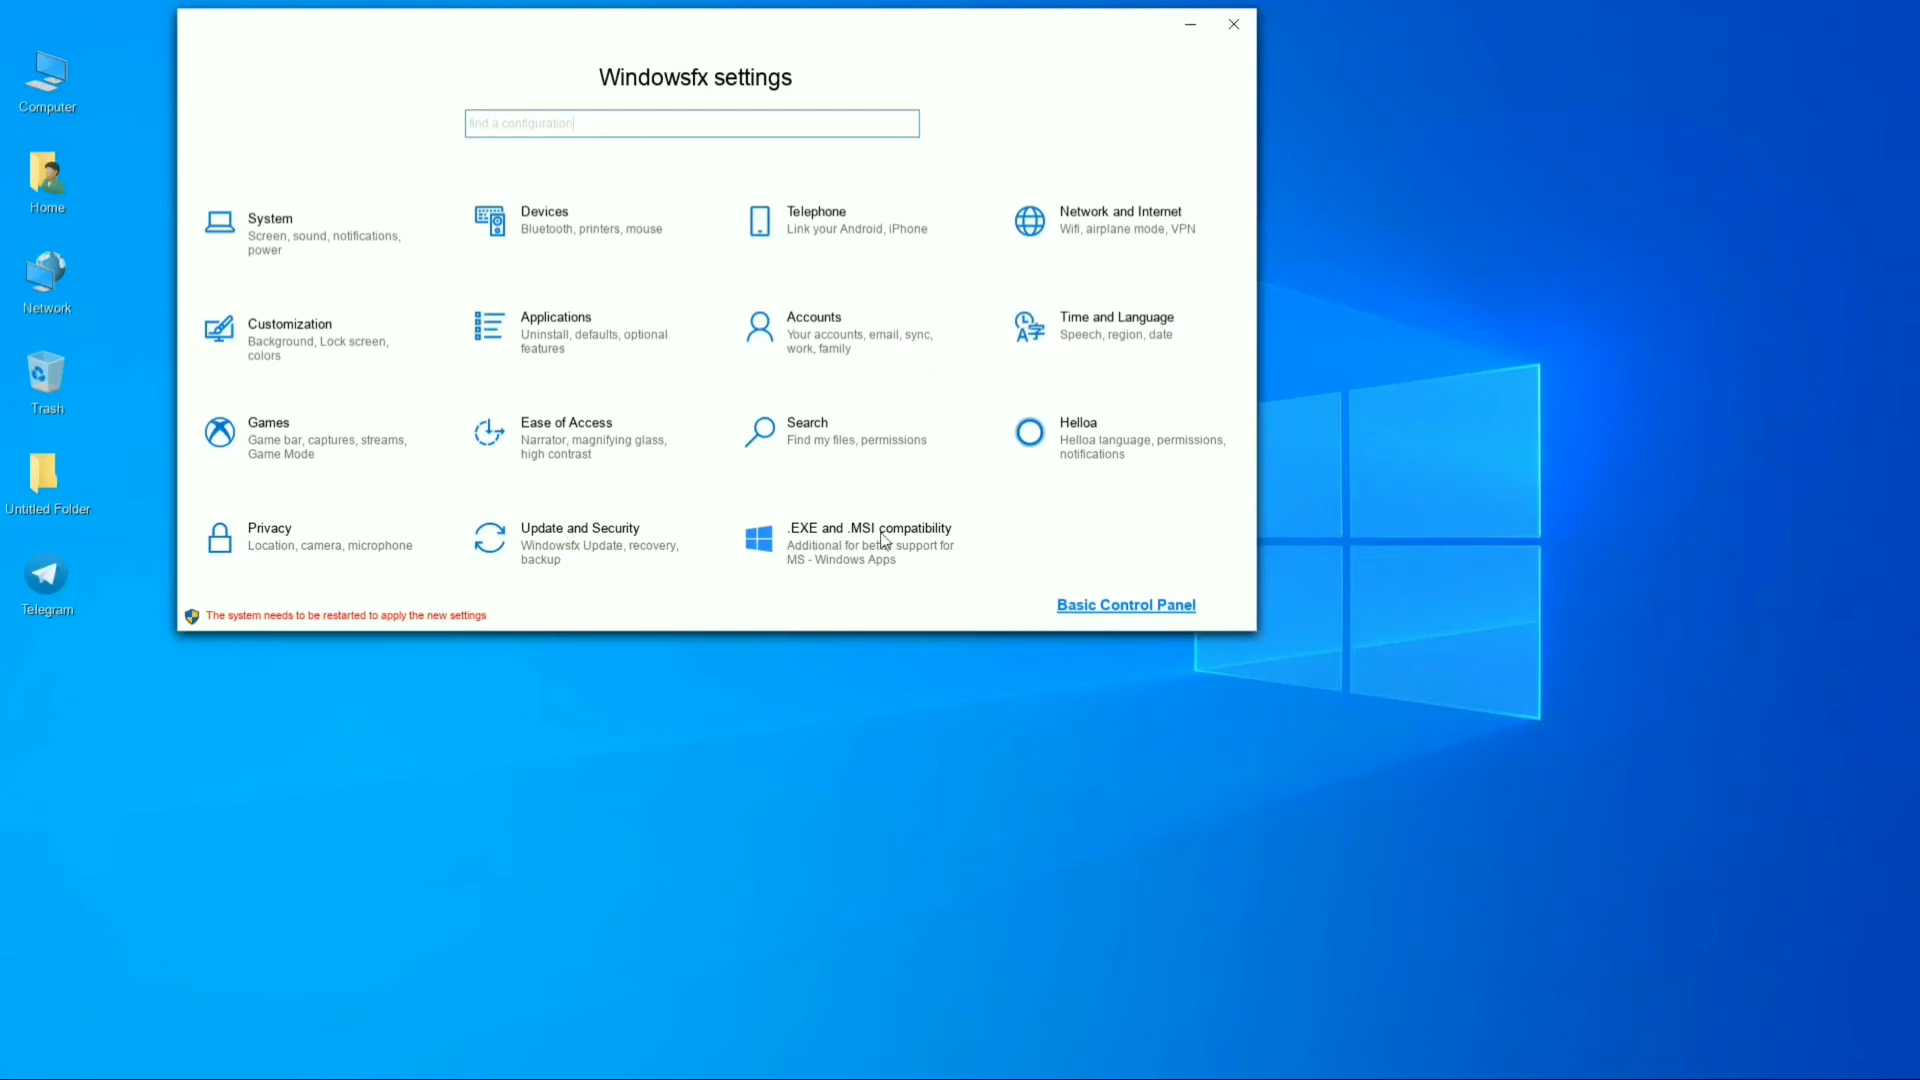 Computer
Home
Network
Trash
Untitled Folder
Telegram
Windowsfx settings
find a configuration
System
Screen, sound, notifications,
power
Devices
Bluetooth, printers, mouse
Telephone
Link your Android, iPhone
Network and Internet
Wifi, airplane mode, VPN
Customization
Background, Lock screen,
colors
Applications
Uninstall, defaults, optional
features
Accounts
Your accounts, email, sync,
work, family
Time and Language
Speech, region, date
Games
Game bar, captures, streams,
Game Mode
Ease of Access
Narrator, magnifying glass,
high contrast
Search
Find my files, permissions
Helloa
Helloa language, permissions,
notifications
Privacy
Location, camera, microphone
Update and Security
Windowsfx Update, recovery,
backup
.EXE and .MSI compatibility
Additional for better support for
MS - Windows Apps
Basic Control Panel
The system needs to be restarted to apply the new settings